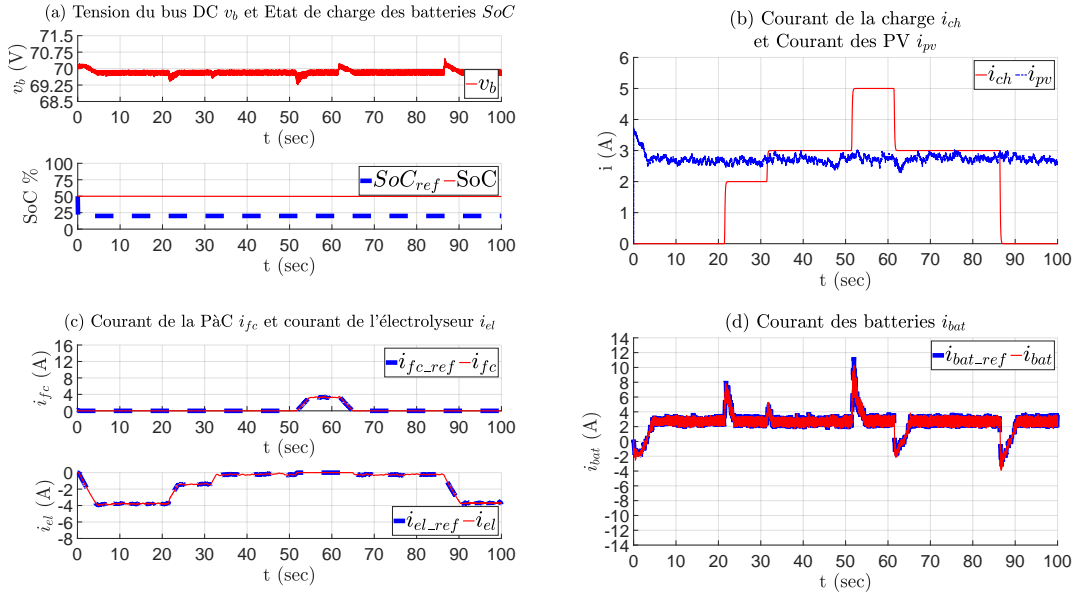 (a) Tension du bus DC v_b et Etat de charge des batteries SoC
71.5
70.75
70
69.25
68.5
v_b (V)
v_b
0 10 20 30 40 50 60 70 80 90 100
t (sec)
100
75
50
25
0
SoC %
SoC_ref SoC
0 10 20 30 40 50 60 70 80 90 100
t (sec)
(b) Courant de la charge i_ch
et Courant des PV i_pv
6
5
4
3
2
1
0
i (A)
i_ch i_pv
0 10 20 30 40 50 60 70 80 90 100
t (sec)
(c) Courant de la PàC i_fc et courant de l'électrolyseur i_el
16
12
8
4
0
i_fc (A)
i_fc_ref i_fc
0 10 20 30 40 50 60 70 80 90 100
t (sec)
0
-2
-4
-6
-8
i_el (A)
i_el_ref i_el
0 10 20 30 40 50 60 70 80 90 100
t (sec)
(d) Courant des batteries i_bat
14
12
10
8
6
4
2
0
-2
-4
-6
-8
-10
-12
-14
i_bat (A)
i_bat_ref i_bat
0 10 20 30 40 50 60 70 80 90 100
t (sec)